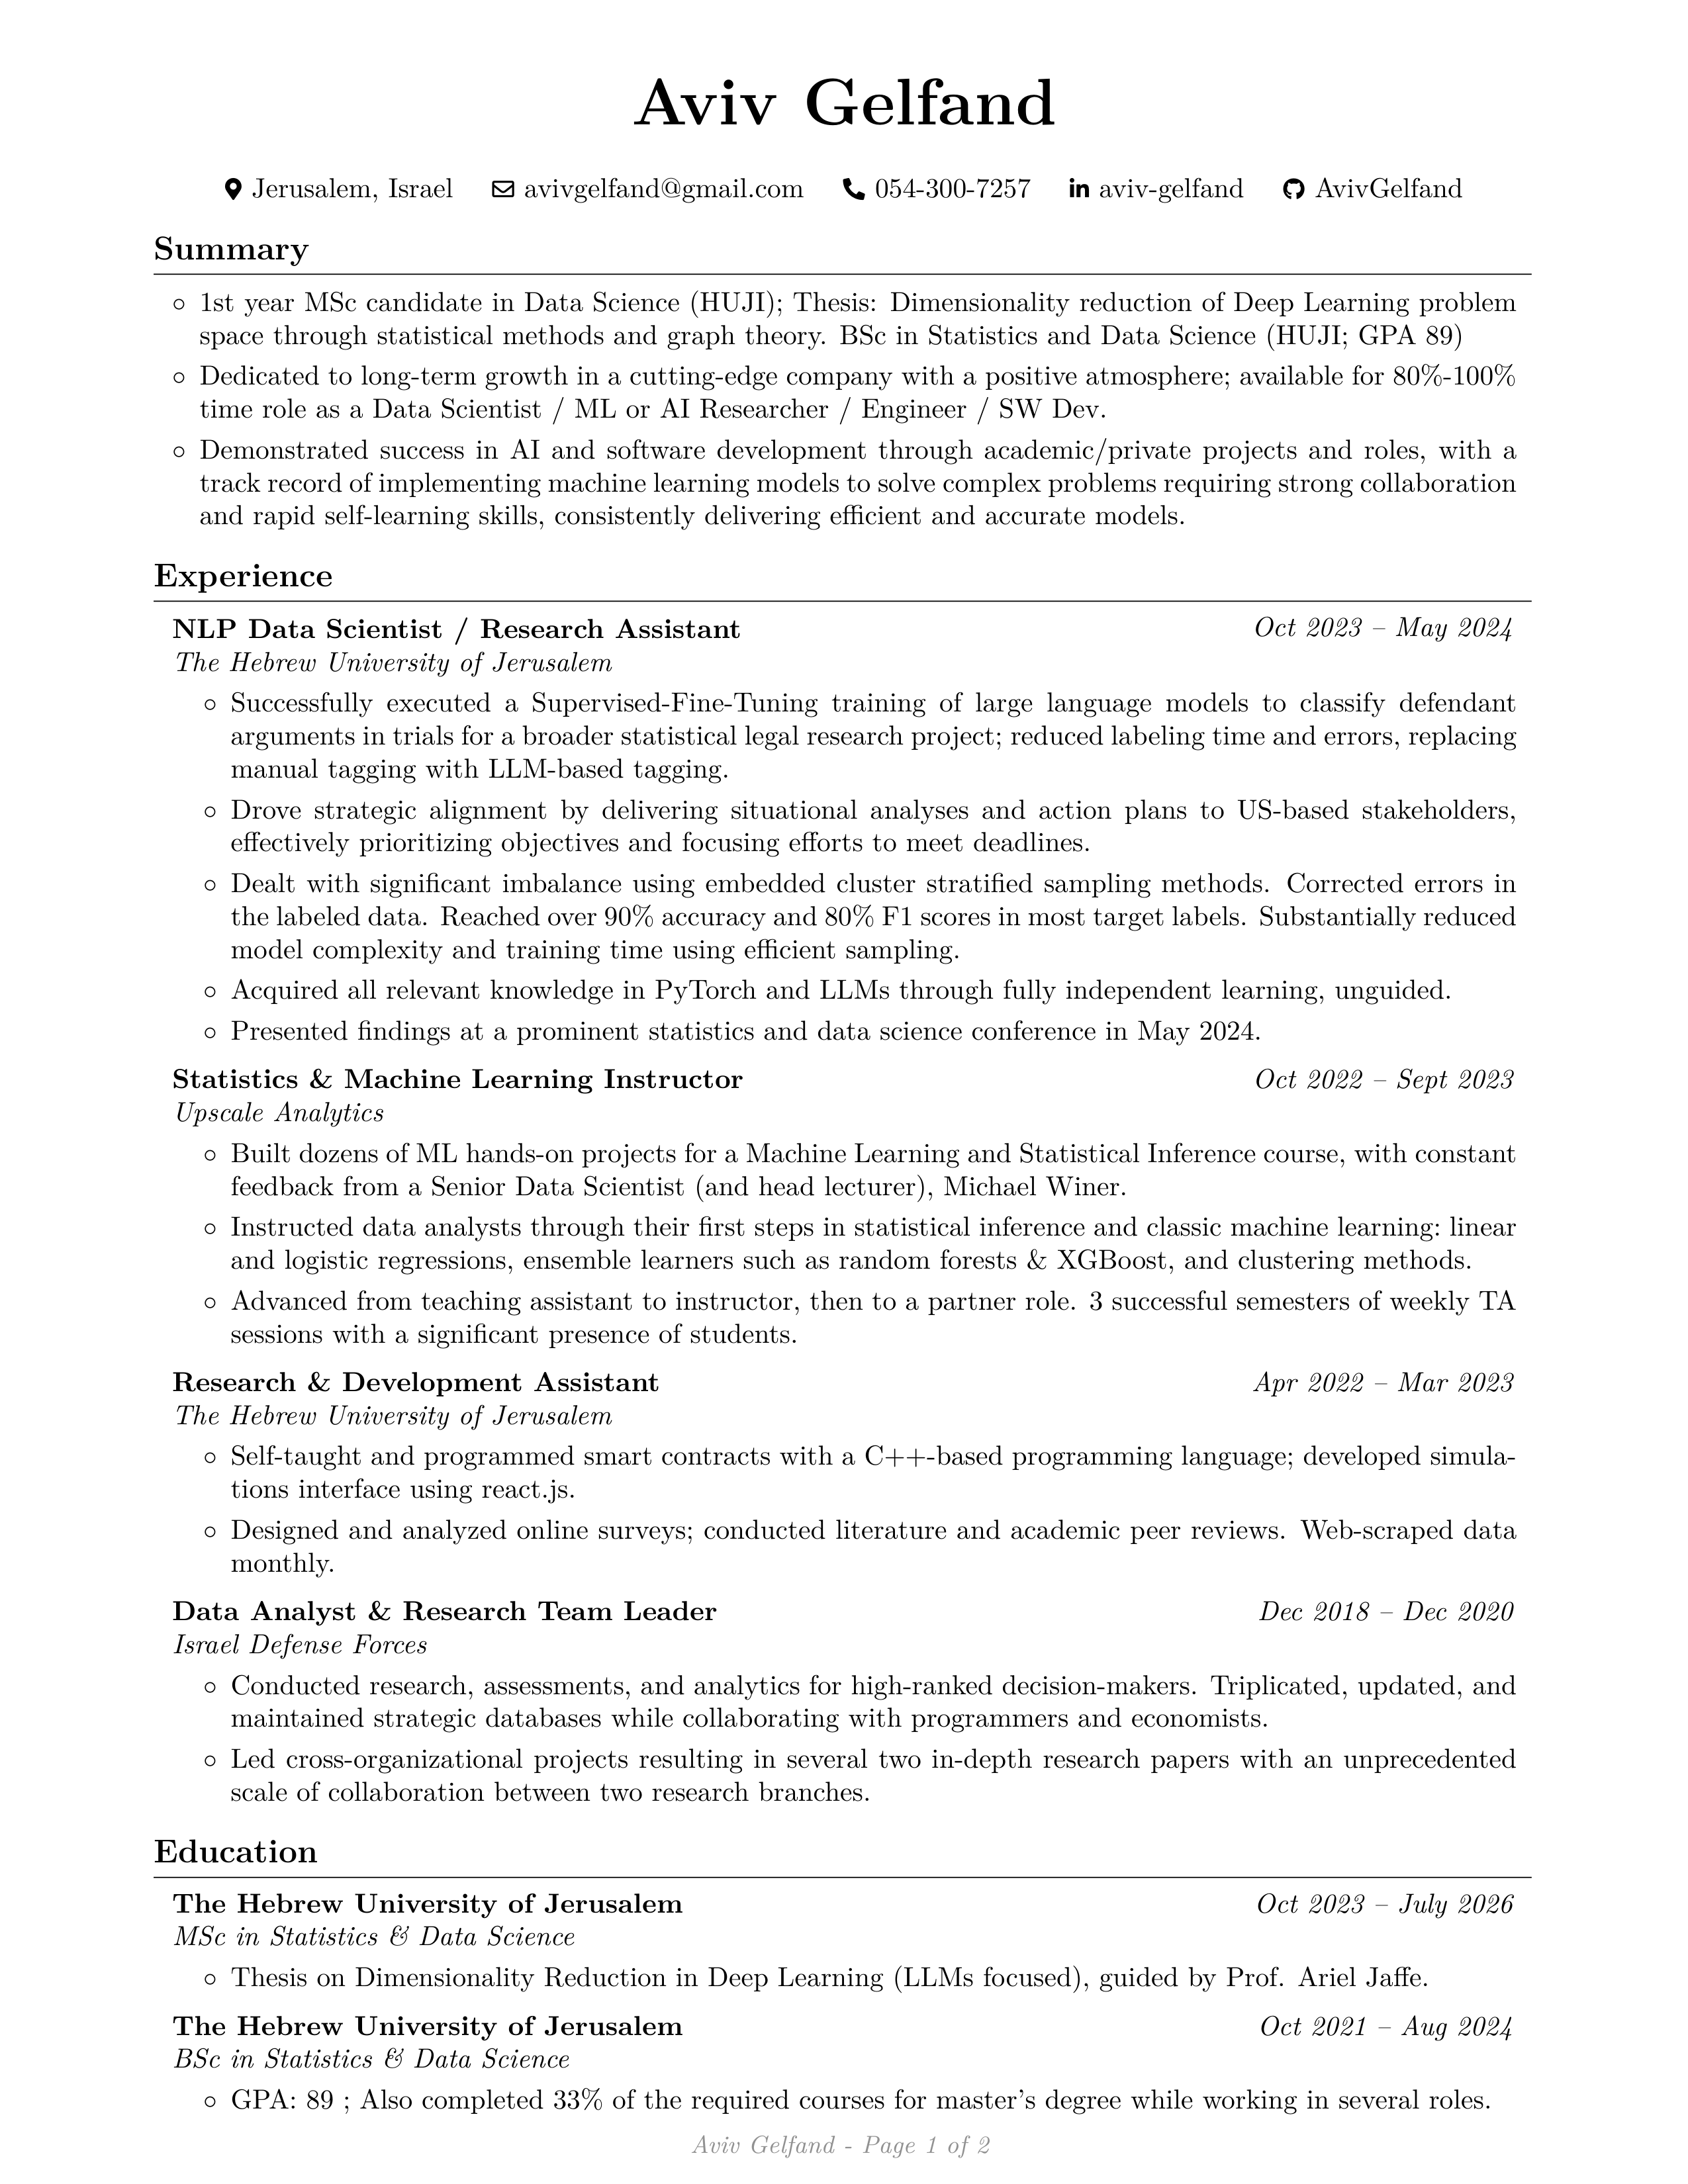 Aviv Gelfand
Jerusalem, Israel avivgelfand@gmail.com 054-300-7257 aviv-gelfand AvivGelfand
Summary
◦ 1st year MSc candidate in Data Science (HUJI); Thesis: Dimensionality reduction of Deep Learning problem
space through statistical methods and graph theory. BSc in Statistics and Data Science (HUJI; GPA 89)
◦ Dedicated to long-term growth in a cutting-edge company with a positive atmosphere; available for 80%-100%
time role as a Data Scientist / ML or AI Researcher / Engineer / SW Dev.
◦ Demonstrated success in AI and software development through academic/private projects and roles, with a
track record of implementing machine learning models to solve complex problems requiring strong collaboration
and rapid self-learning skills, consistently delivering efficient and accurate models.
Experience
NLP Data Scientist / Research Assistant Oct 2023 – May 2024
The Hebrew University of Jerusalem
◦ Successfully executed a Supervised-Fine-Tuning training of large language models to classify defendant
arguments in trials for a broader statistical legal research project; reduced labeling time and errors, replacing
manual tagging with LLM-based tagging.
◦ Drove strategic alignment by delivering situational analyses and action plans to US-based stakeholders,
effectively prioritizing objectives and focusing efforts to meet deadlines.
◦ Dealt with significant imbalance using embedded cluster stratified sampling methods. Corrected errors in
the labeled data. Reached over 90% accuracy and 80% F1 scores in most target labels. Substantially reduced
model complexity and training time using efficient sampling.
◦ Acquired all relevant knowledge in PyTorch and LLMs through fully independent learning, unguided.
◦ Presented findings at a prominent statistics and data science conference in May 2024.
Statistics & Machine Learning Instructor Oct 2022 – Sept 2023
Upscale Analytics
◦ Built dozens of ML hands-on projects for a Machine Learning and Statistical Inference course, with constant
feedback from a Senior Data Scientist (and head lecturer), Michael Winer.
◦ Instructed data analysts through their first steps in statistical inference and classic machine learning: linear
and logistic regressions, ensemble learners such as random forests & XGBoost, and clustering methods.
◦ Advanced from teaching assistant to instructor, then to a partner role. 3 successful semesters of weekly TA
sessions with a significant presence of students.
Research & Development Assistant Apr 2022 – Mar 2023
The Hebrew University of Jerusalem
◦ Self-taught and programmed smart contracts with a C++-based programming language; developed simula-
tions interface using react.js.
◦ Designed and analyzed online surveys; conducted literature and academic peer reviews. Web-scraped data
monthly.
Data Analyst & Research Team Leader Dec 2018 – Dec 2020
Israel Defense Forces
◦ Conducted research, assessments, and analytics for high-ranked decision-makers. Triplicated, updated, and
maintained strategic databases while collaborating with programmers and economists.
◦ Led cross-organizational projects resulting in several two in-depth research papers with an unprecedented
scale of collaboration between two research branches.
Education
The Hebrew University of Jerusalem Oct 2023 – July 2026
MSc in Statistics & Data Science
◦ Thesis on Dimensionality Reduction in Deep Learning (LLMs focused), guided by Prof. Ariel Jaffe.
The Hebrew University of Jerusalem Oct 2021 – Aug 2024
BSc in Statistics & Data Science
◦ GPA: 89 ; Also completed 33% of the required courses for master's degree while working in several roles.
Aviv Gelfand - Page 1 of 2